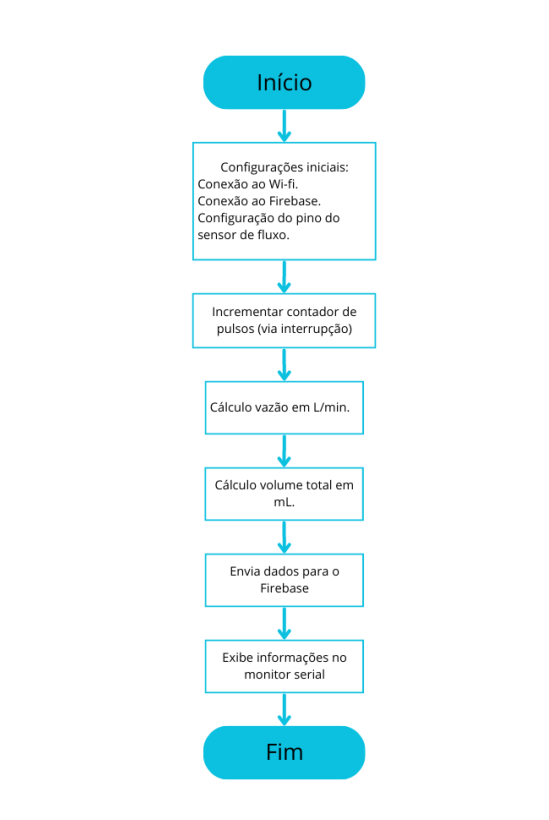 Início
Configurações iniciais:
Conexão ao Wi-fi.
Conexão ao Firebase.
Configuração do pino do
sensor de fluxo.
Incrementar contador de
pulsos (via interrupção)
Cálculo vazão em L/min.
Cálculo volume total em
mL.
Envia dados para o
Firebase
Exibe informações no
monitor serial
Fim